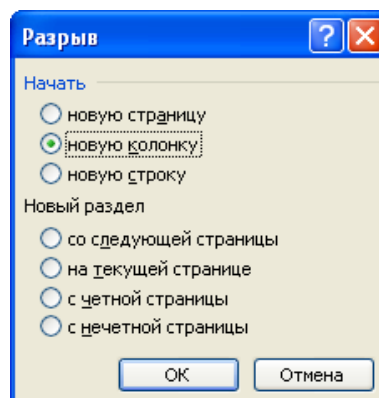 Разрыв
Начать
новую страницу
новую колонку
новую строку
Новый раздел
со следующей страницы
на текущей странице
с четной страницы
с нечетной страницы
ОК
Отмена